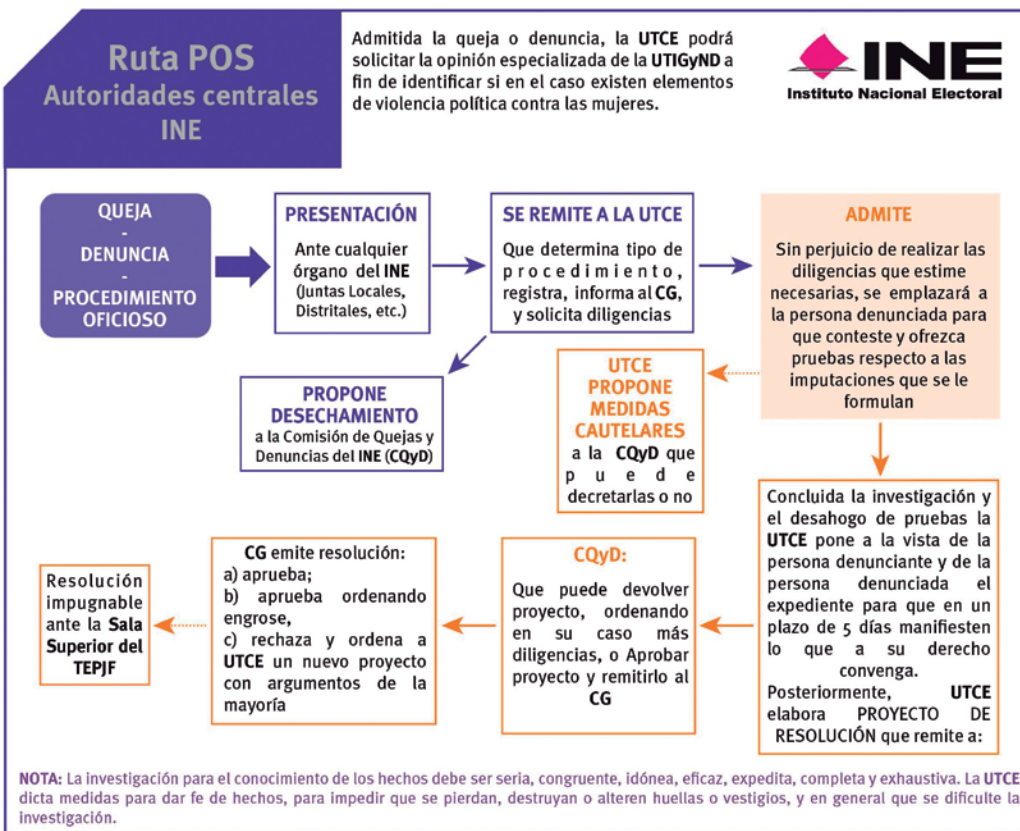 Ruta POS
Autoridades centrales
INE
Admitida la queja o denuncia, la UTCE podrá
solicitar la opinión especializada de la UTIGyND a
fin de identificar si en el caso existen elementos
de violencia política contra las mujeres.
INE
Instituto Nacional Electoral
QUEJA
-
DENUNCIA
-
PROCEDIMIENTO
OFICIOSO
PRESENTACIÓN
Ante cualquier
órgano del INE
(Juntas Locales,
Distritales, etc.)
SE REMITE A LA UTCE
Que determina tipo de
procedimiento,
registra, informa al CG,
y solicita diligencias
ADMITE
Sin perjuicio de realizar las
diligencias que estime
necesarias, se emplazará a
la persona denunciada para
que conteste y ofrezca
pruebas respecto a las
imputaciones que se le
formulan
PROPONE
DESECHAMIENTO
a la Comisión de Quejas y
Denuncias del INE (CQyD)
UTCE
PROPONE
MEDIDAS
CAUTELARES
a la CQyD que
puede
decretarlas o no
Concluida la investigación y
el desahogo de pruebas la
UTCE pone a la vista de la
persona denunciante y de la
persona denunciada el
expediente para que en un
plazo de 5 días manifiesten
lo que a su derecho
convenga.
Posteriormente, UTCE
elabora PROYECTO DE
RESOLUCIÓN que remite a:
CQyD:
Que puede devolver
proyecto, ordenando
en su caso más
diligencias, o Aprobar
proyecto y remitirlo al
CG
CG emite resolución:
a) aprueba;
b) aprueba ordenando
engrose,
c) rechaza y ordena a
UTCE un nuevo proyecto
con argumentos de la
mayoría
Resolución
impugnable
ante la Sala
Superior del
TEPJF
NOTA: La investigación para el conocimiento de los hechos debe ser seria, congruente, idónea, eficaz, expedita, completa y exhaustiva. La UTCE
dicta medidas para dar fe de hechos, para impedir que se pierdan, destruyan o alteren huellas o vestigios, y en general que se dificulte la
investigación.